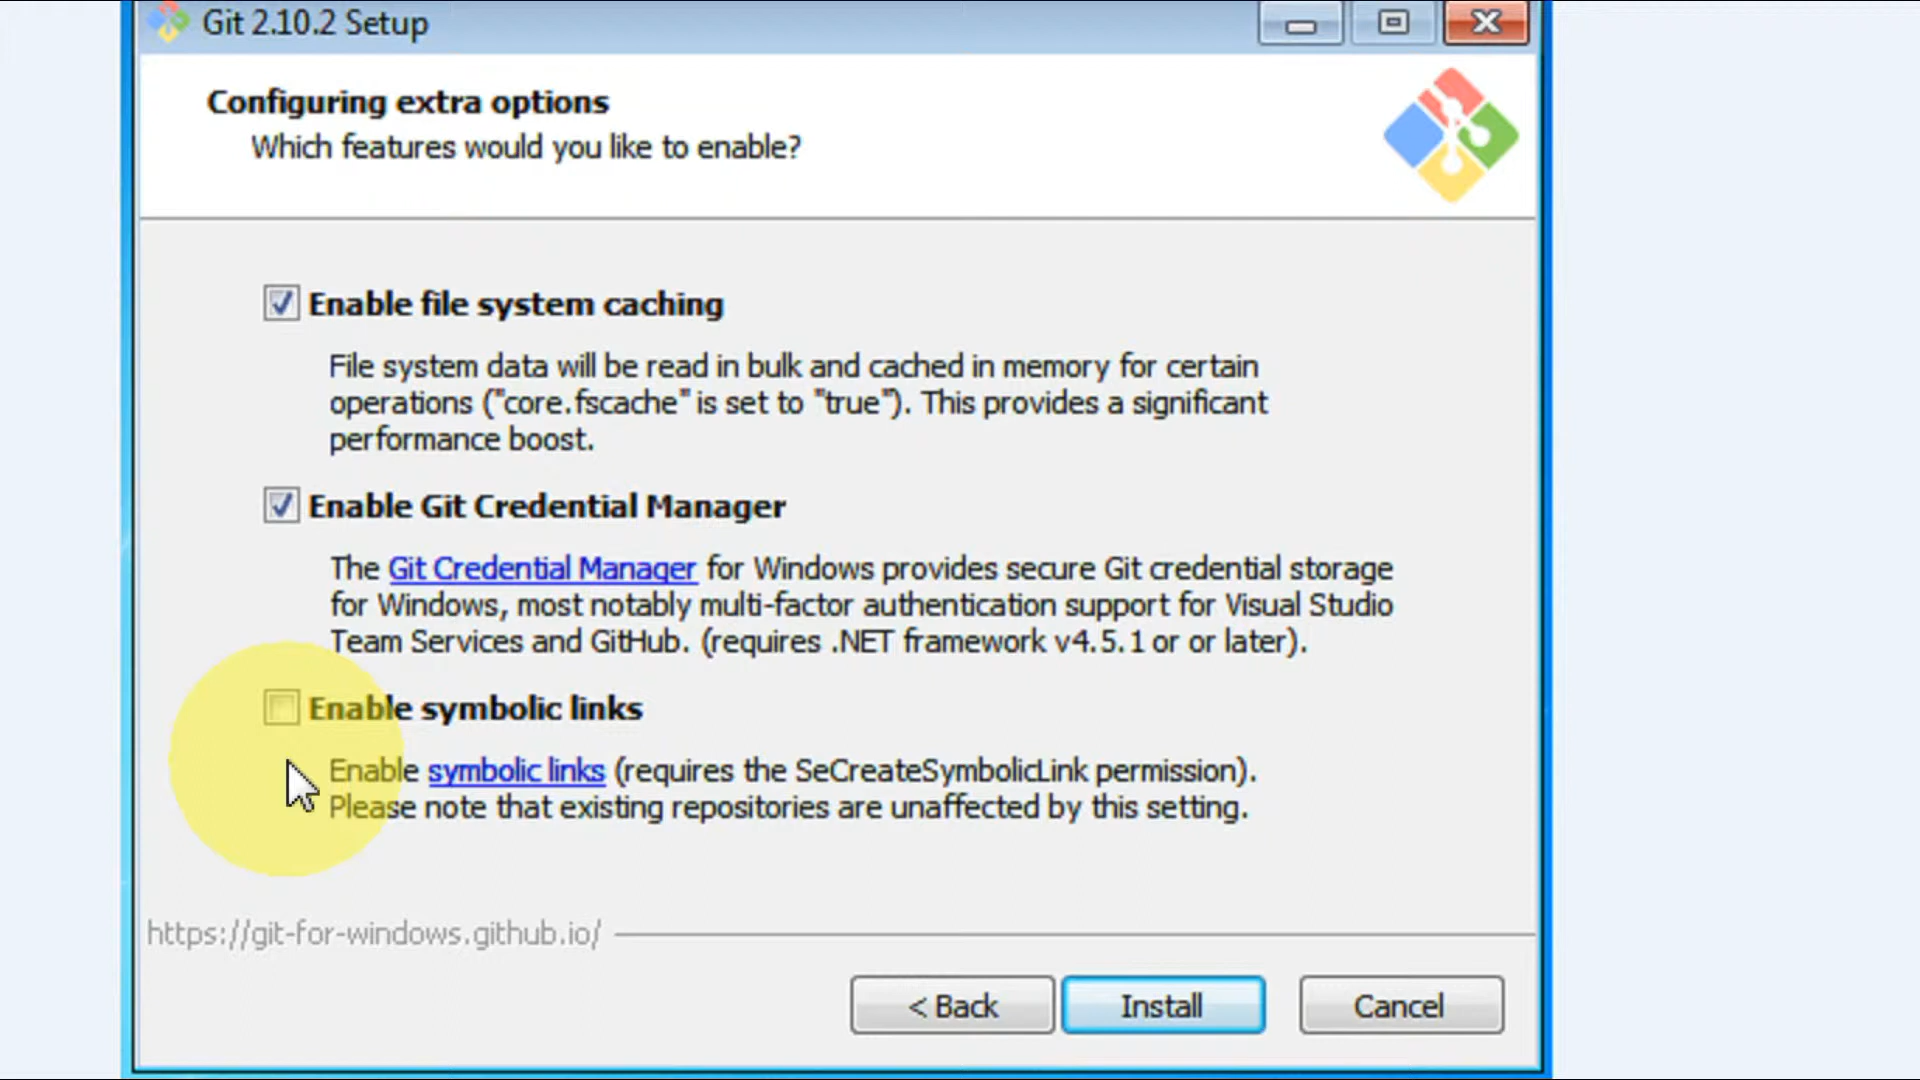 Git 2.10.2 Setup
Configuring extra options
Which features would you like to enable?
Enable file system caching
File system data will be read in bulk and cached in memory for certain
operations ("core.fscache" is set to "true"). This provides a significant
performance boost.
Enable Git Credential Manager
The Git Credential Manager for Windows provides secure Git credential storage
for Windows, most notably multi-factor authentication support for Visual Studio
Team Services and GitHub. (requires .NET framework v4.5.1 or or later).
Enable symbolic links
Enable symbolic links (requires the SeCreateSymbolicLink permission).
Please note that existing repositories are unaffected by this setting.
https://git-for-windows.github.io/
< Back Install Cancel